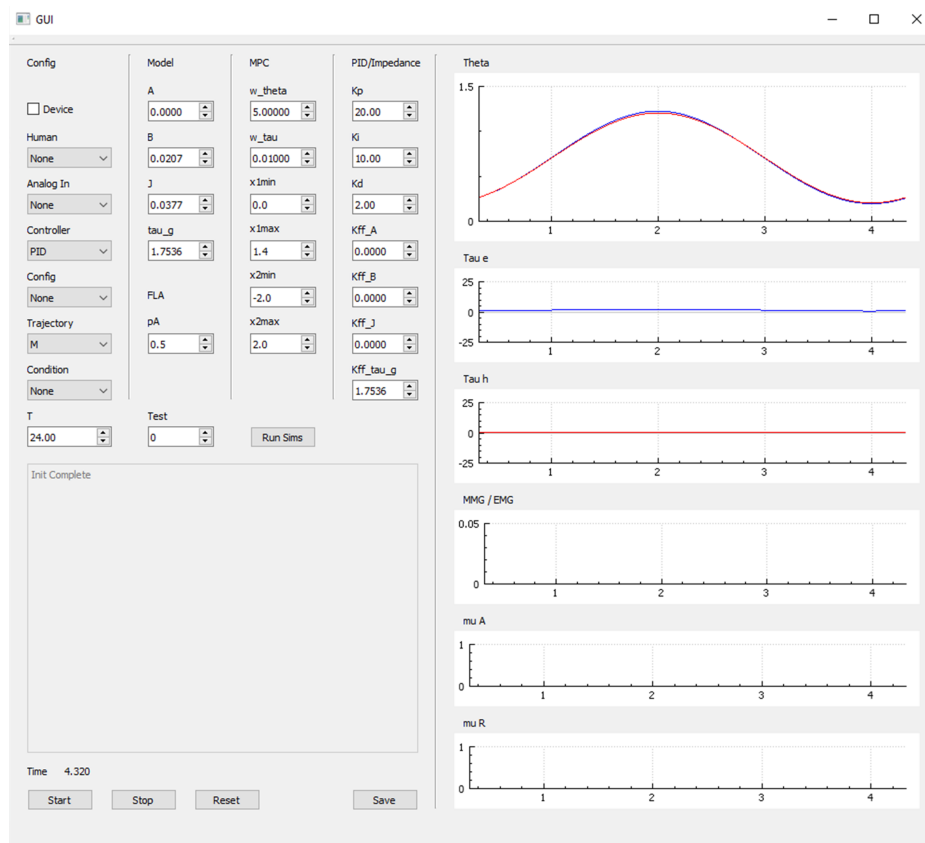 GUI
Config
Device
Human
None
Analog In
None
Controller
PID
Config
None
Trajectory
M
Condition
None
T
24.00
Model
A
0.0000
B
0.0207
J
0.0377
tau_g
1.7536
FLA
pA
0.5
Test
0
MPC
w_theta
5.00000
w_tau
0.01000
x1min
0.0
x1max
1.4
x2min
-2.0
x2max
2.0
Run Sims
PID/Impedance
Kp
20.00
Ki
10.00
Kd
2.00
Kff_A
0.0000
Kff_B
0.0000
Kff_J
0.0000
Kff_tau_g
1.7536
Init Complete
Time 4.320
Start Stop Reset Save
Theta
1.5
0
1 2 3 4
Tau e
25
0
-25
1 2 3 4
Tau h
25
0
-25
1 2 3 4
MMG / EMG
0.05
0
1 2 3 4
mu A
1
0
1 2 3 4
mu R
1
0
1 2 3 4